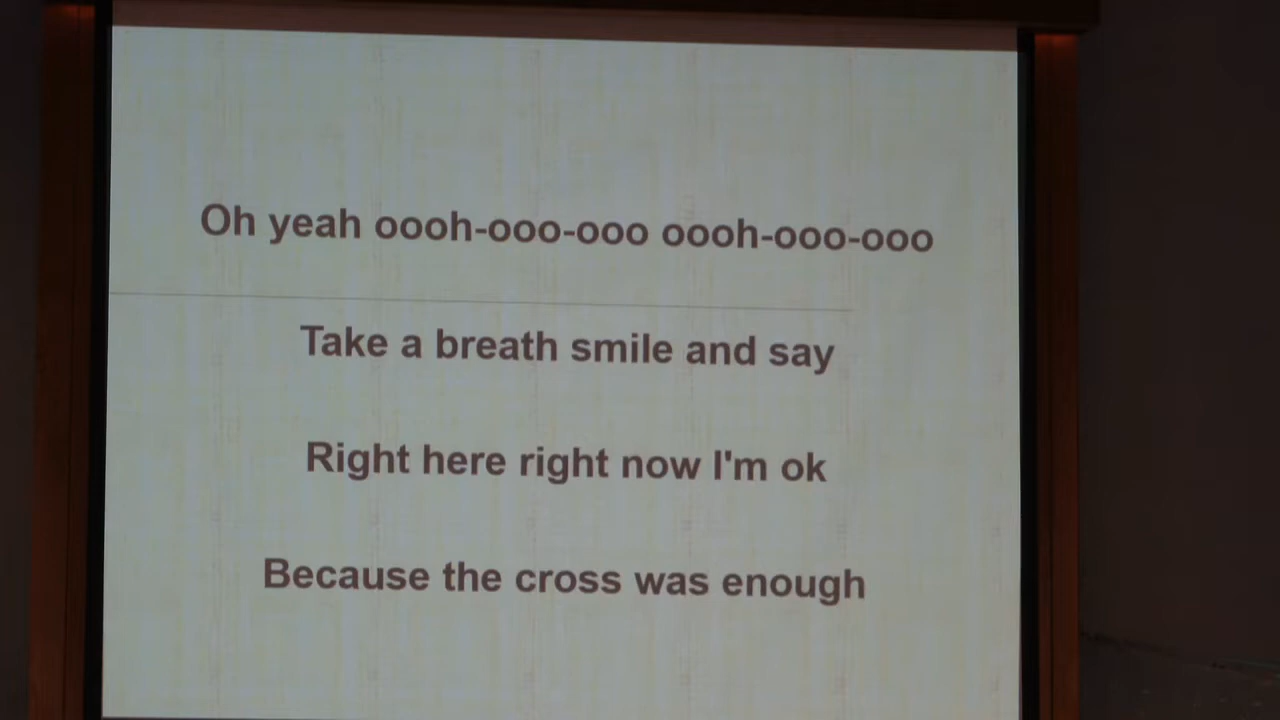 Oh yeah oooh-ooo-ooo oooh-ooo-ooo
Take a breath smile and say
Right here right now I'm ok
Because the cross was enough